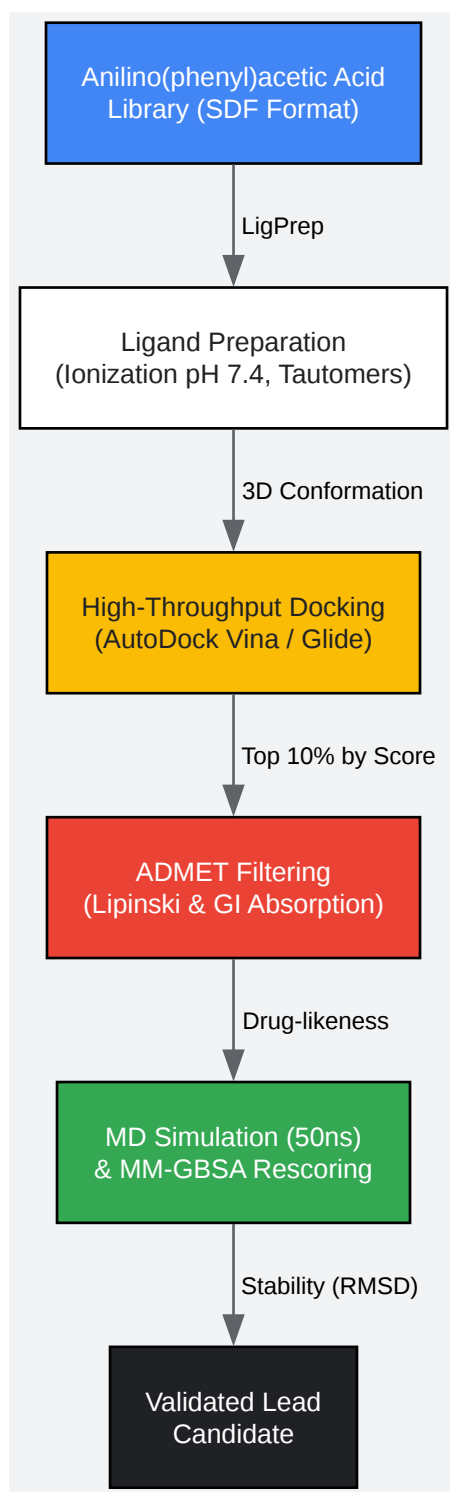 Anilino(phenyl)acetic Acid
Library (SDF Format)
LigPrep
Ligand Preparation
(Ionization pH 7.4, Tautomers)
3D Conformation
High-Throughput Docking
(AutoDock Vina / Glide)
Top 10% by Score
ADMET Filtering
(Lipinski & GI Absorption)
Drug-likeness
MD Simulation (50ns)
& MM-GBSA Rescoring
Stability (RMSD)
Validated Lead
Candidate